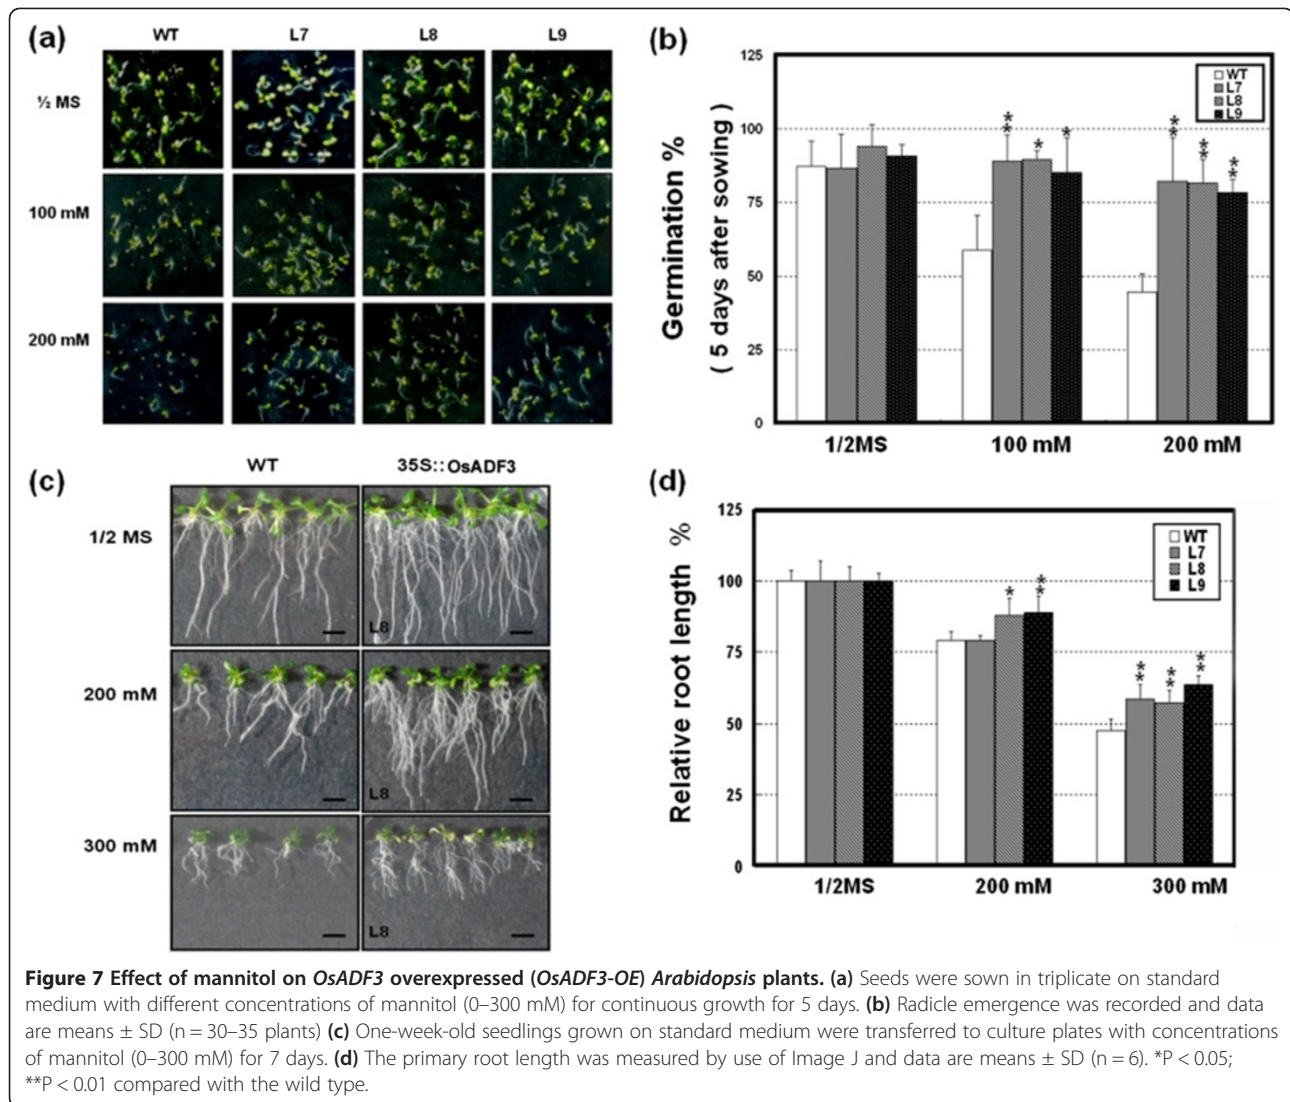 (a)
WT L7 L8 L9
½ MS
100 mM
200 mM
(b)
Germination %
( 5 days after sowing )
125
100
75
50
25
0
WT
L7
L8
L9
** * *
** ** **
1/2MS 100 mM 200 mM
(c)
WT 35S::OsADF3
1/2 MS
L8
200 mM
L8
300 mM
L8
(d)
Relative root length %
125
100
75
50
25
0
WT
L7
L8
L9
* **
** ** **
1/2MS 200 mM 300 mM
Figure 7 Effect of mannitol on OsADF3 overexpressed (OsADF3-OE) Arabidopsis plants. (a) Seeds were sown in triplicate on standard
medium with different concentrations of mannitol (0–300 mM) for continuous growth for 5 days. (b) Radicle emergence was recorded and data
are means ± SD (n = 30–35 plants) (c) One-week-old seedlings grown on standard medium were transferred to culture plates with concentrations
of mannitol (0–300 mM) for 7 days. (d) The primary root length was measured by use of Image J and data are means ± SD (n = 6). *P < 0.05;
**P < 0.01 compared with the wild type.